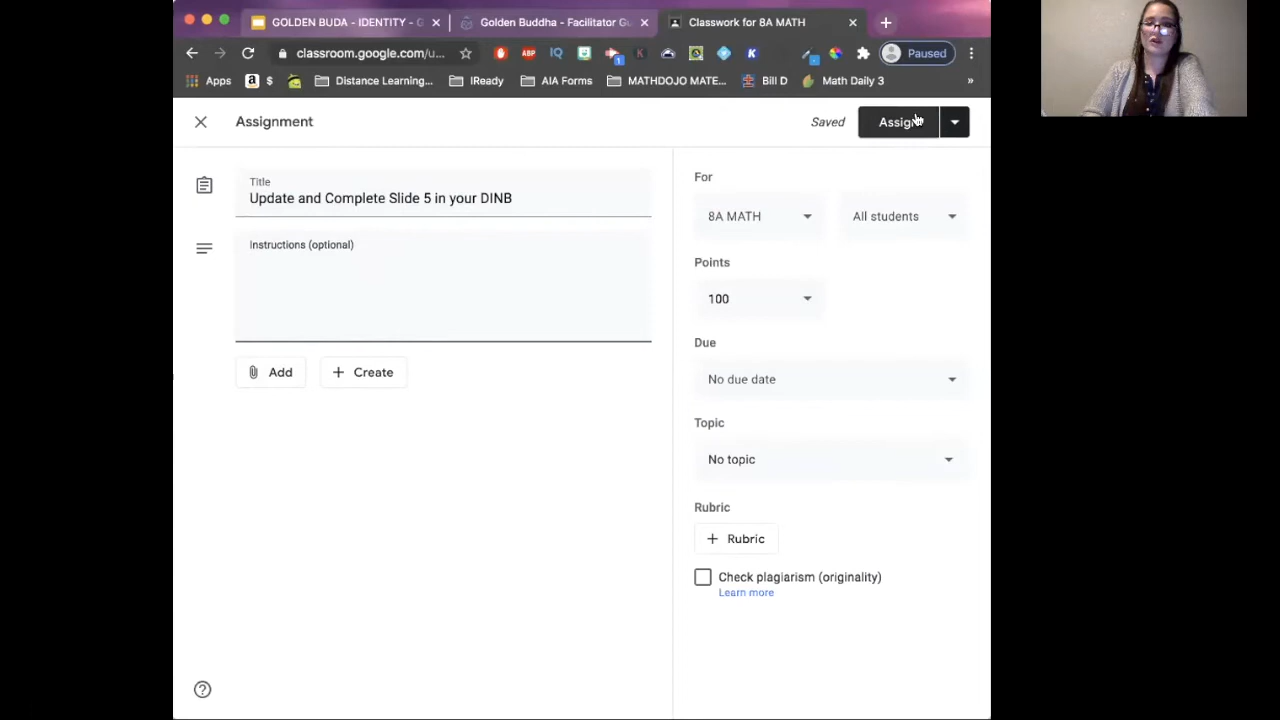 GOLDEN BUDA - IDENTITY - G
Golden Buddha - Facilitator Gu
Classwork for 8A MATH
classroom.google.com/u...
ABP
IQ
1
K
K
Paused
Apps
a
$
Distance Learning...
IReady
AIA Forms
MATHDOJO MATE...
Bill D
Math Daily 3
»
Assignment
Saved
Assign
Title
Update and Complete Slide 5 in your DINB
Instructions (optional)
Add
Create
For
8A MATH
All students
Points
100
Due
No due date
Topic
No topic
Rubric
+ Rubric
Check plagiarism (originality)
Learn more